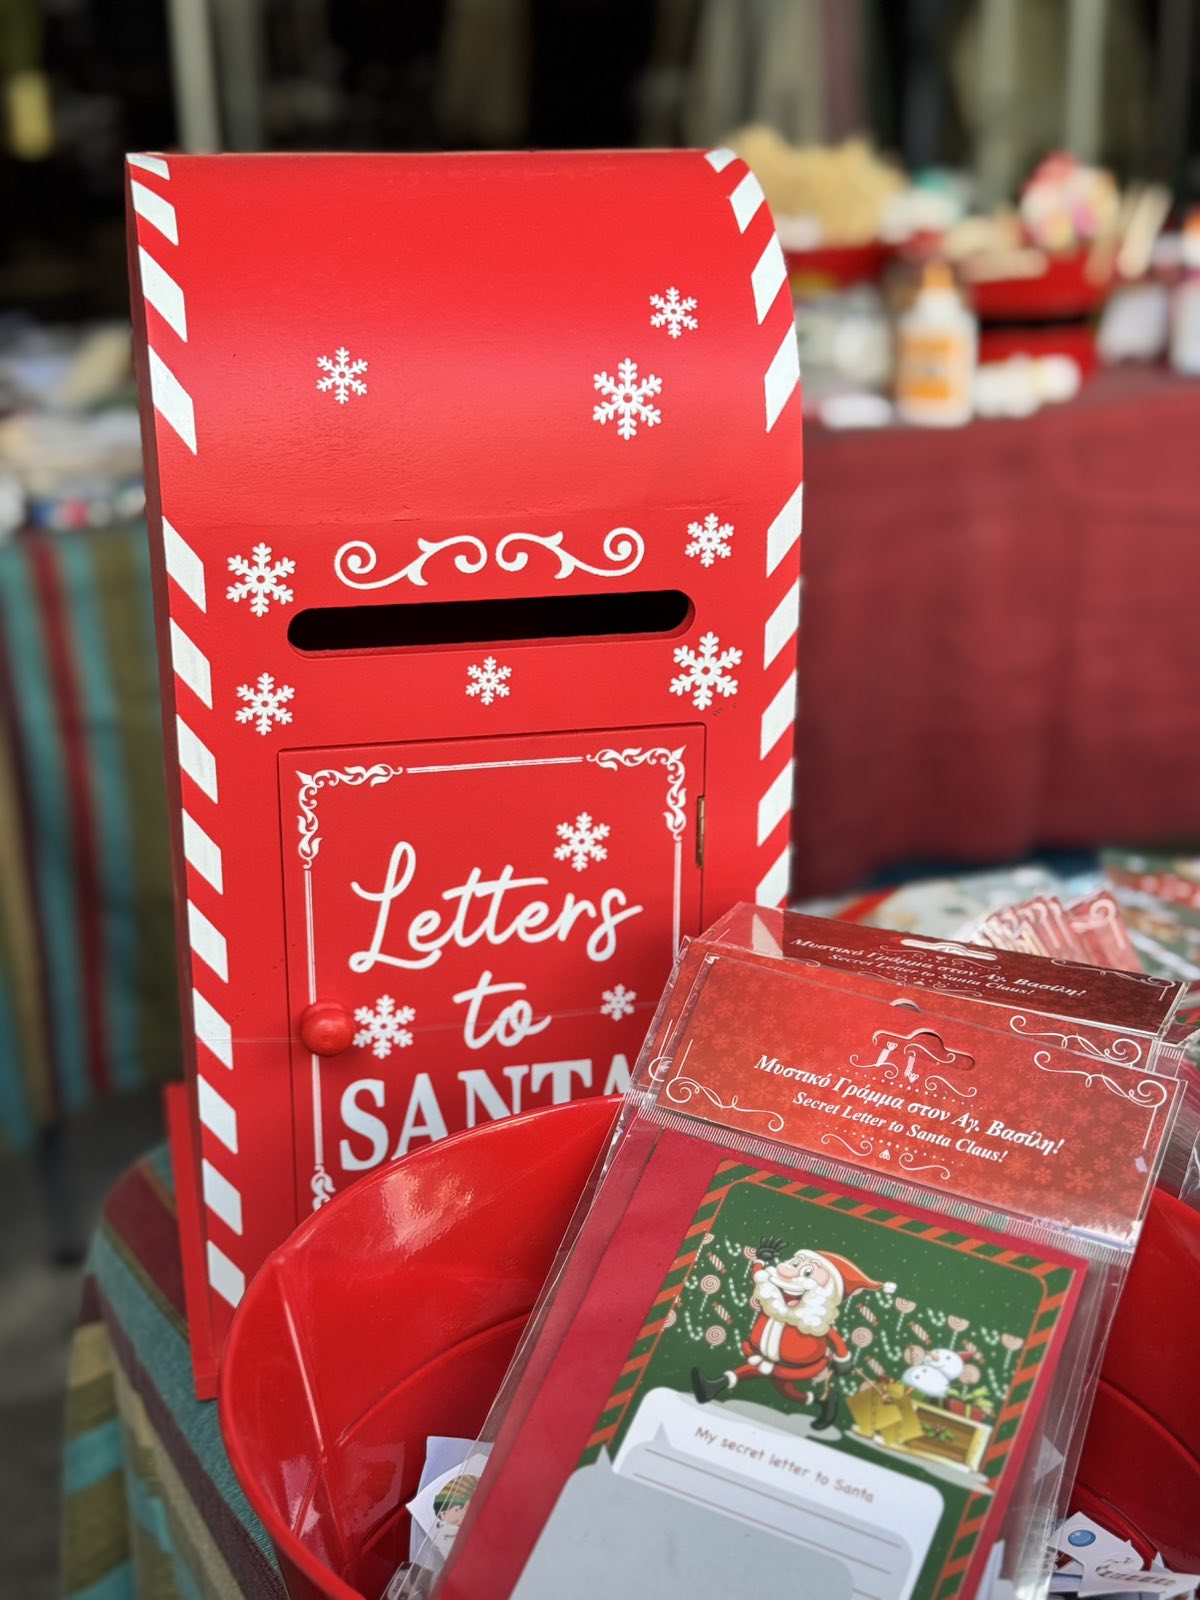 Letters
to
SANTA
Μυστικό Γράμμα στον Αγ. Βασίλη!
Secret Letter to Santa Claus!
Μυστικό Γράμμα στον Αγ. Βασίλη!
Secret Letter to Santa Claus!
My secret letter to Santa